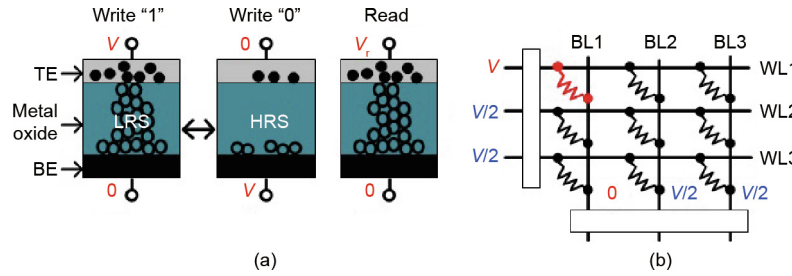 Write “1”
Write “0”
Read
V
0
Vr
TE
Metal
oxide
LRS
HRS
BE
0
V
0
(a)
BL1
BL2
BL3
V
WL1
V/2
WL2
V/2
WL3
0
V/2
V/2
(b)